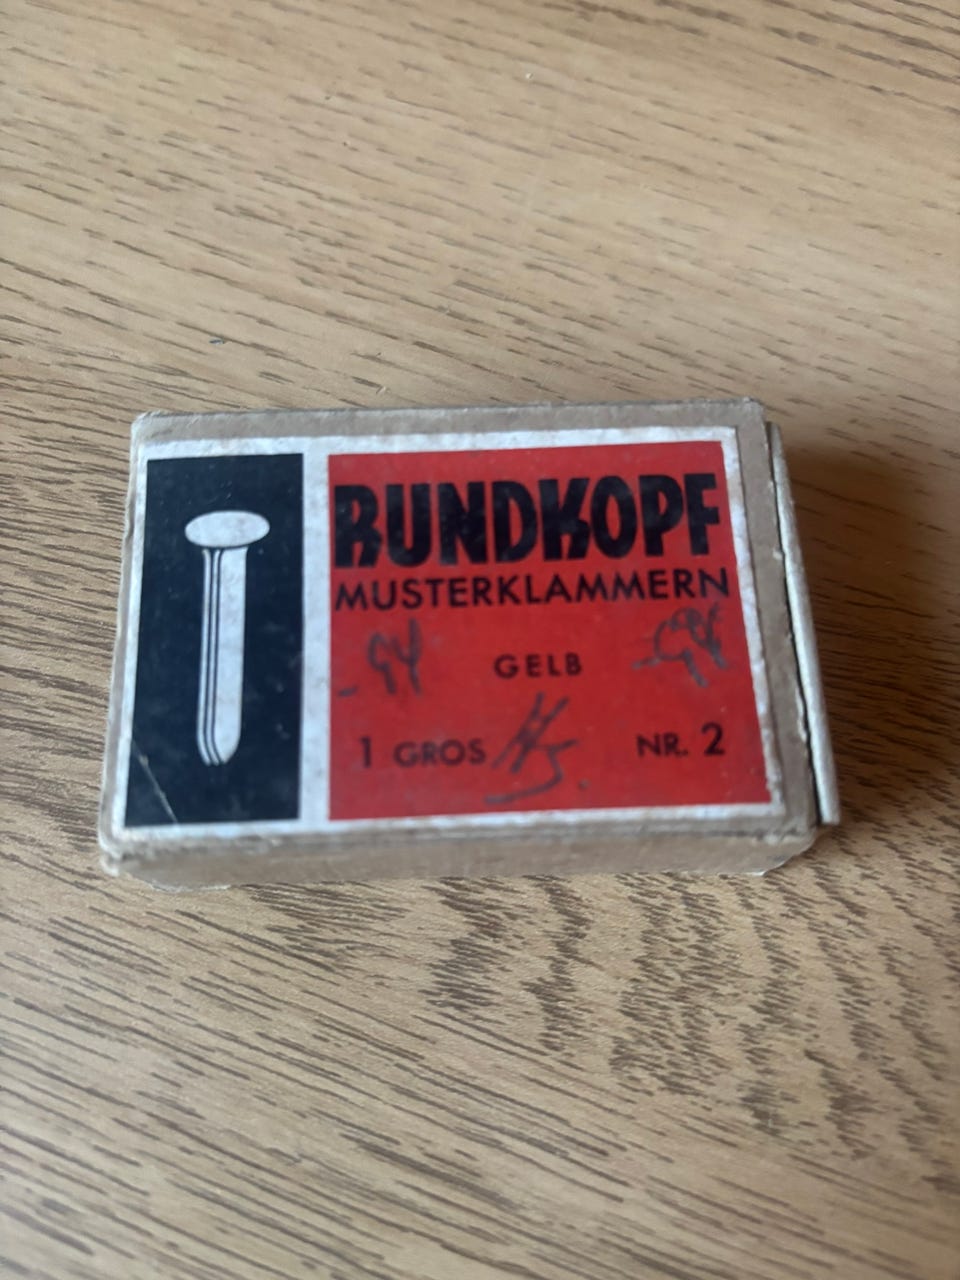 RUNDKOPF
MUSTERKLAMMERN
GELB
1 GROS
NR. 2